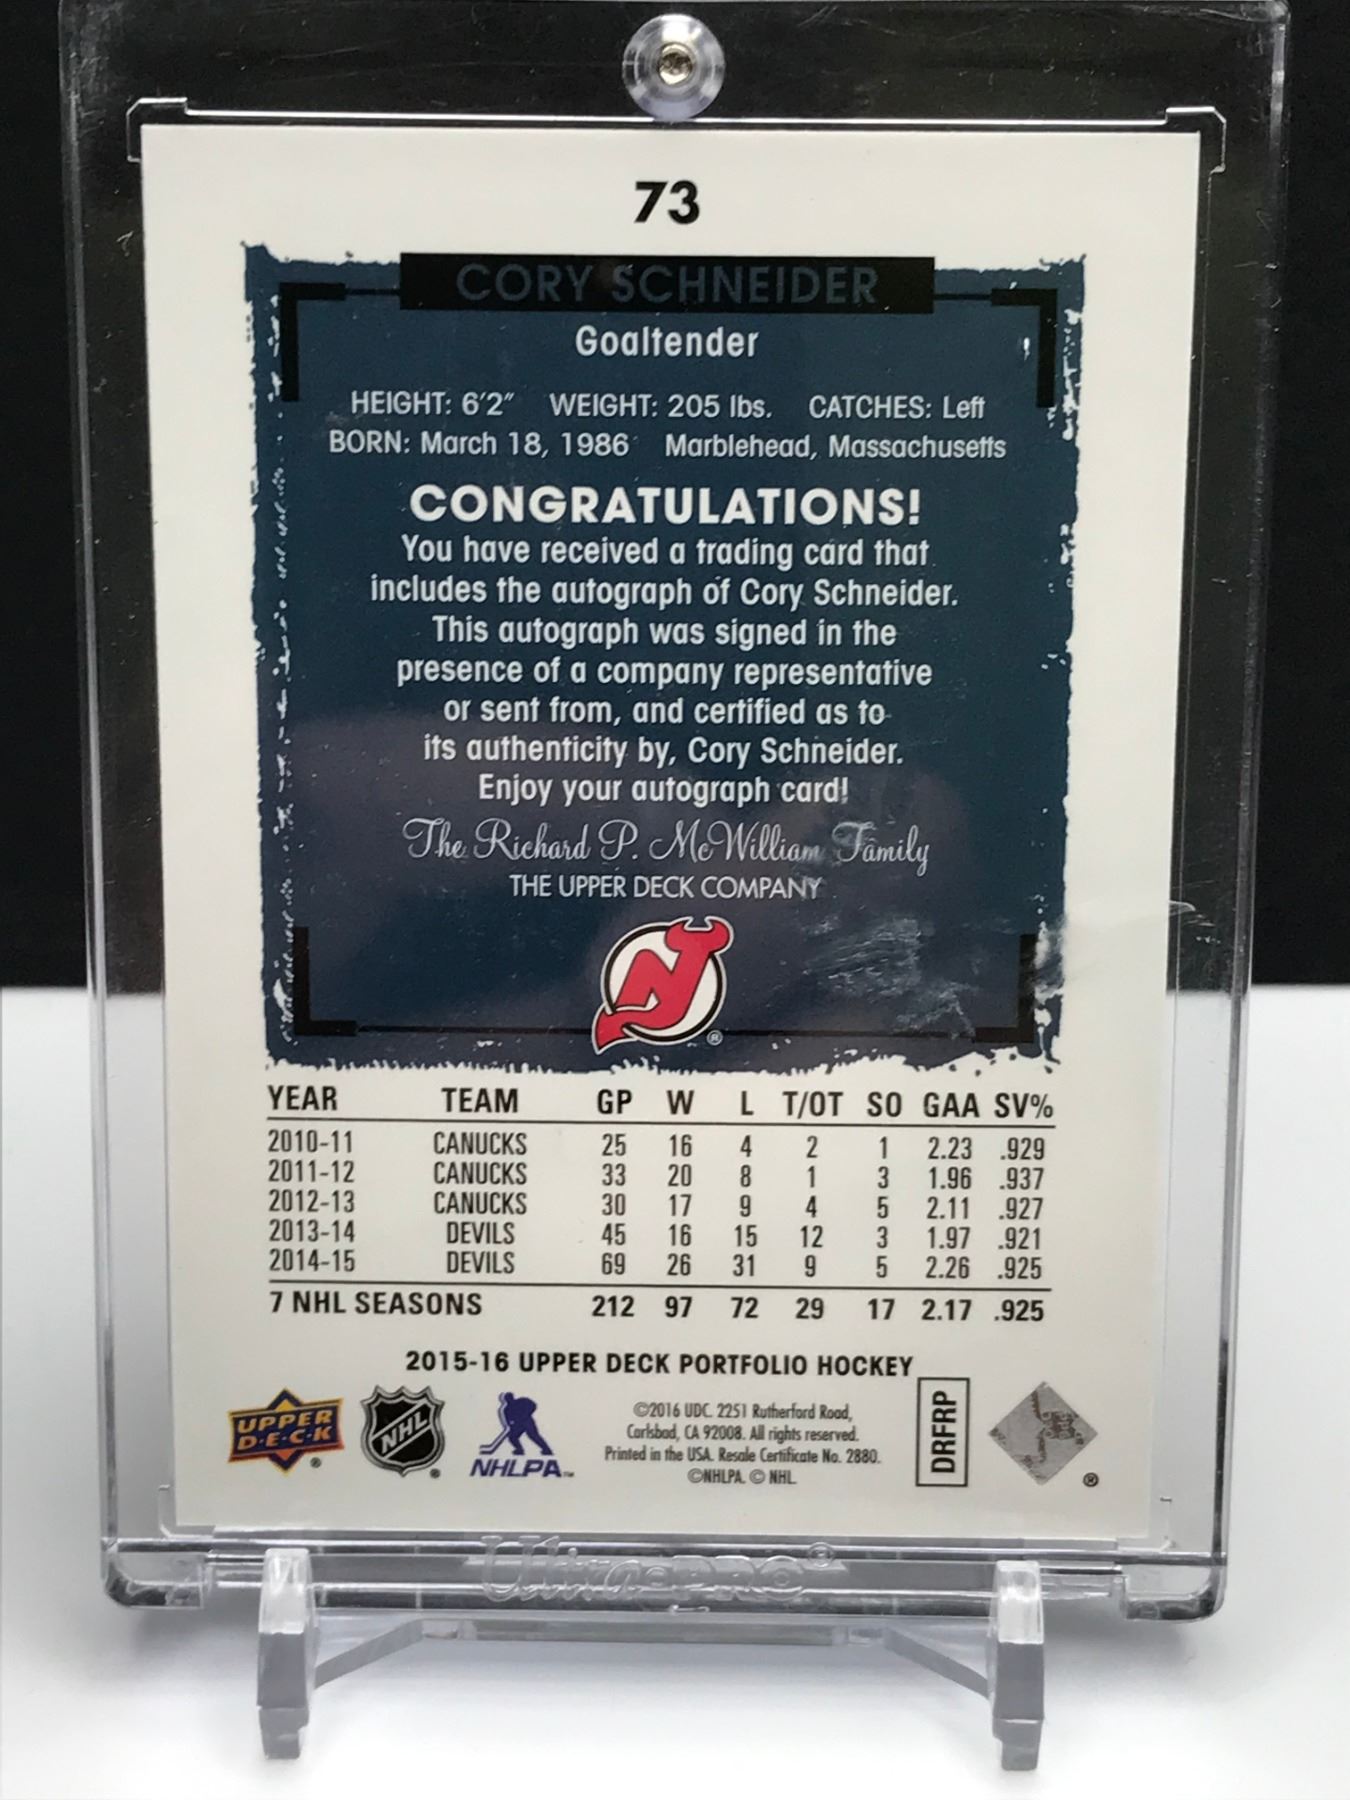 73
CORY SCHNEIDER
Goaltender
HEIGHT: 6'2" WEIGHT: 205 lbs. CATCHES: Left
BORN: March 18, 1986 Marblehead, Massachusetts
CONGRATULATIONS!
You have received a trading card that
includes the autograph of Cory Schneider.
This autograph was signed in the
presence of a company representative
or sent from, and certified as to
its authenticity by, Cory Schneider.
Enjoy your autograph card!
The Richard P. McWilliam Family
THE UPPER DECK COMPANY
NJ ®
YEAR TEAM GP W L T/OT SO GAA SV%
2010-11 CANUCKS 25 16 4 2 1 2.23 .929
2011-12 CANUCKS 33 20 8 1 3 1.96 .937
2012-13 CANUCKS 30 17 9 4 5 2.11 .927
2013-14 DEVILS 45 16 15 12 3 1.97 .921
2014-15 DEVILS 69 26 31 9 5 2.26 .925
7 NHL SEASONS 212 97 72 29 17 2.17 .925
2015-16 UPPER DECK PORTFOLIO HOCKEY
UPPER D·E·C·K ®
NHL ®
NHLPA™
©2016 UDC. 2251 Rutherford Road,
Carlsbad, CA 92008. All rights reserved.
Printed in the USA. Resale Certificate No. 2880.
©NHLPA. © NHL.
DRFRP
®
UltraPRO®